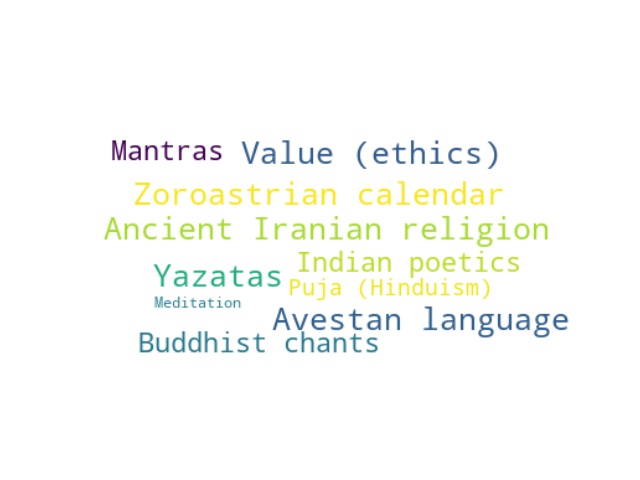 Mantras Value (ethics)
Zoroastrian calendar
Ancient Iranian religion
Indian poetics
Yazatas
Puja (Hinduism)
Meditation
Avestan language
Buddhist chants